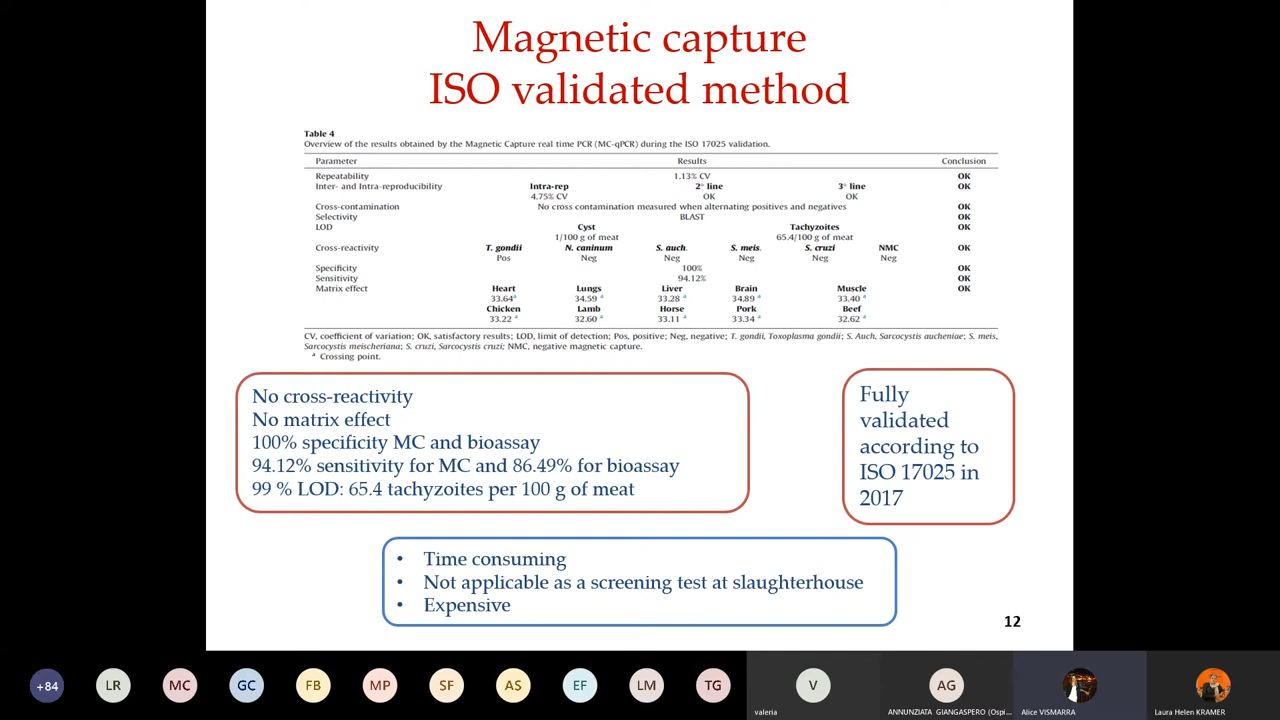 Magnetic capture
ISO validated method
Table 4
Overview of the results obtained by the Magnetic Capture real time PCR (MC-qPCR) during the ISO 17025 validation.
Parameter Results Conclusion
Repeatability 1.13% CV OK
Inter- and Intra-reproducibility Intra-rep 2° line 3° line OK
4.75% CV OK OK
Cross-contamination No cross contamination measured when alternating positives and negatives OK
Selectivity BLAST OK
LOD Cyst Tachyzoites OK
1/100 g of meat 65.4/100 g of meat
Cross-reactivity T. gondii N. caninum S. auch. S. meis. S. cruzi NMC OK
Pos Neg Neg Neg Neg Neg
Specificity 100% OK
Sensitivity 94.12% OK
Matrix effect Heart Lungs Liver Brain Muscle OK
33.64a 34.59 a 33.28 a 34.89 a 33.40 a
Chicken Lamb Horse Pork Beef
33.22 a 32.60 a 33.11 a 33.34 a 32.62 a
CV, coefficient of variation; OK, satisfactory results; LOD, limit of detection; Pos, positive; Neg, negative; T. gondii, Toxoplasma gondii; S. Auch, Sarcocystis aucheniae; S. meis,
Sarcocystis meischeriana; S. cruzi, Sarcocystis cruzi; NMC, negative magnetic capture.
a Crossing point.
No cross-reactivity
No matrix effect
100% specificity MC and bioassay
94.12% sensitivity for MC and 86.49% for bioassay
99 % LOD: 65.4 tachyzoites per 100 g of meat
Fully
validated
according to
ISO 17025 in
2017
• Time consuming
• Not applicable as a screening test at slaughterhouse
• Expensive
12
+84 LR MC GC FB MP SF AS EF LM TG V AG
valeria ANNUNZIATA GIANGASPERO (Ospi... Alice VISMARRA Laura Helen KRAMER